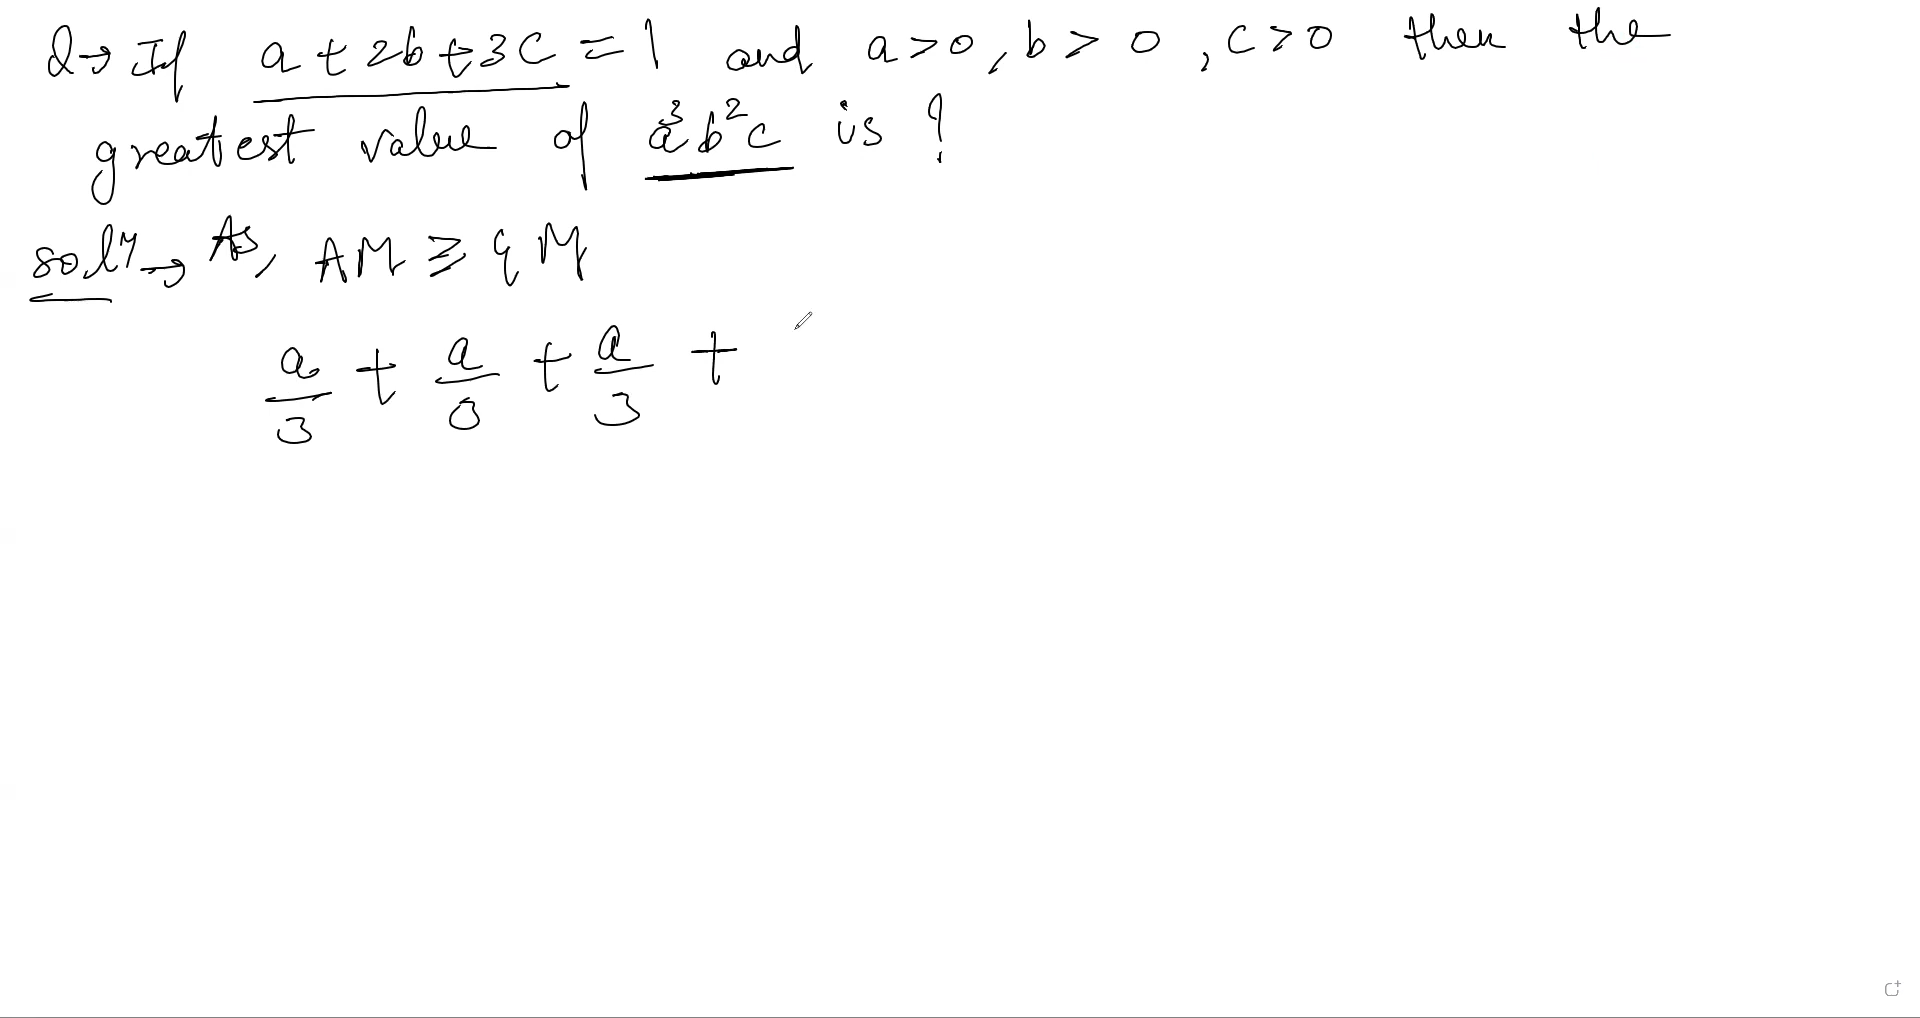 Q→ If a + 2b + 3c = 1 and a > 0, b > 0, c > 0 then the
greatest value of a³b²c is ?
solⁿ→ As, AM ≥ GM
a/3 + a/3 + a/3 +